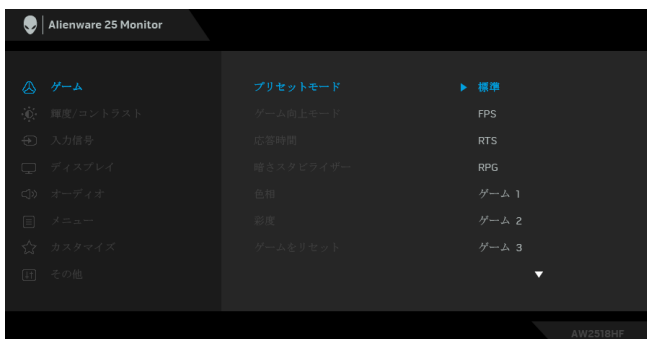 Alienware 25 Monitor
ゲーム
プリセットモード
標準
輝度/コントラスト
ゲーム向上モード
FPS
入力信号
応答時間
RTS
ディスプレイ
暗さスタビライザー
RPG
オーディオ
色相
ゲーム 1
メニュー
彩度
ゲーム 2
カスタマイズ
ゲームをリセット
ゲーム 3
その他
AW2518HF